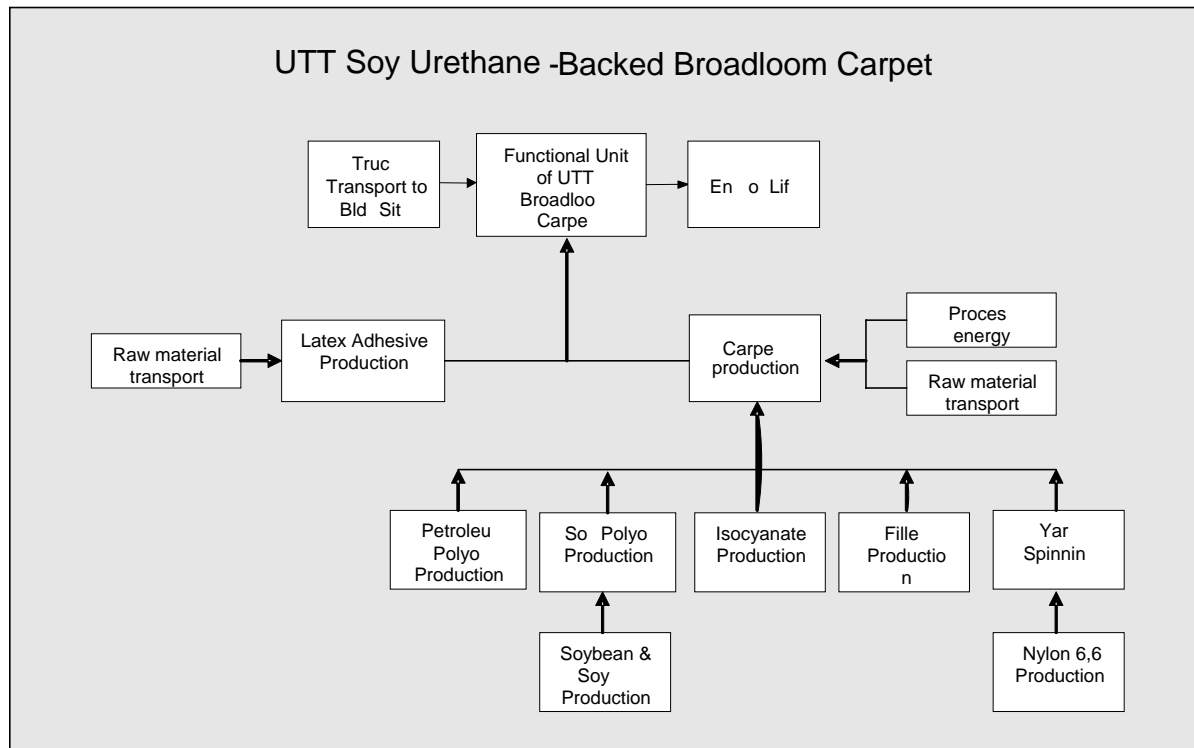 UTT Soy Urethane -Backed Broadloom Carpet
Truc
Transport to
Bld Sit
Functional Unit
of UTT
Broadloo
Carpe
En o Lif
Raw material
transport
Latex Adhesive
Production
Carpe
production
Proces
energy
Raw material
transport
Petroleu
Polyo
Production
So Polyo
Production
Isocyanate
Production
Fille
Productio
n
Yar
Spinnin
Soybean &
Soy
Production
Nylon 6,6
Production